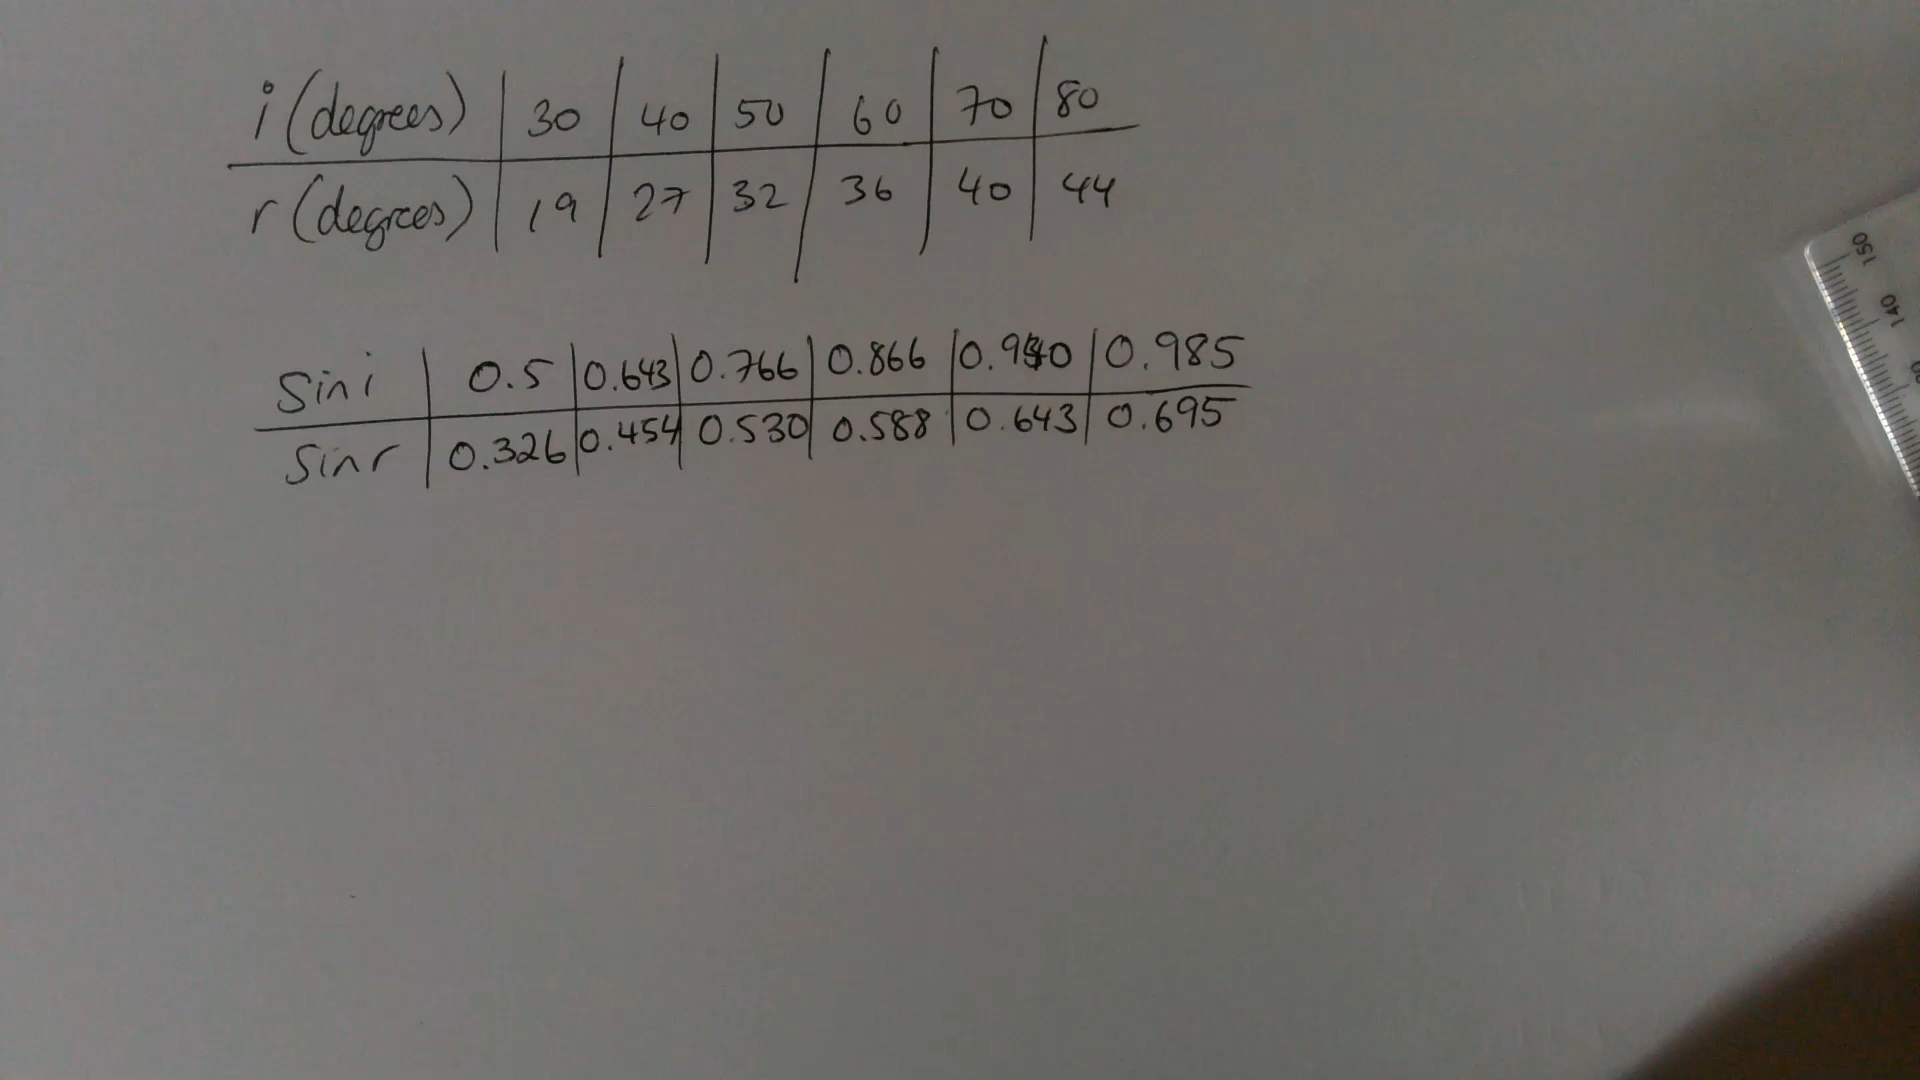 i (degrees) 30 40 50 60 70 80
r (degrees) 19 27 32 36 40 44
Sin i 0.5 0.643 0.766 0.866 0.940 0.985
Sin r 0.326 0.454 0.530 0.588 0.643 0.695
150
140